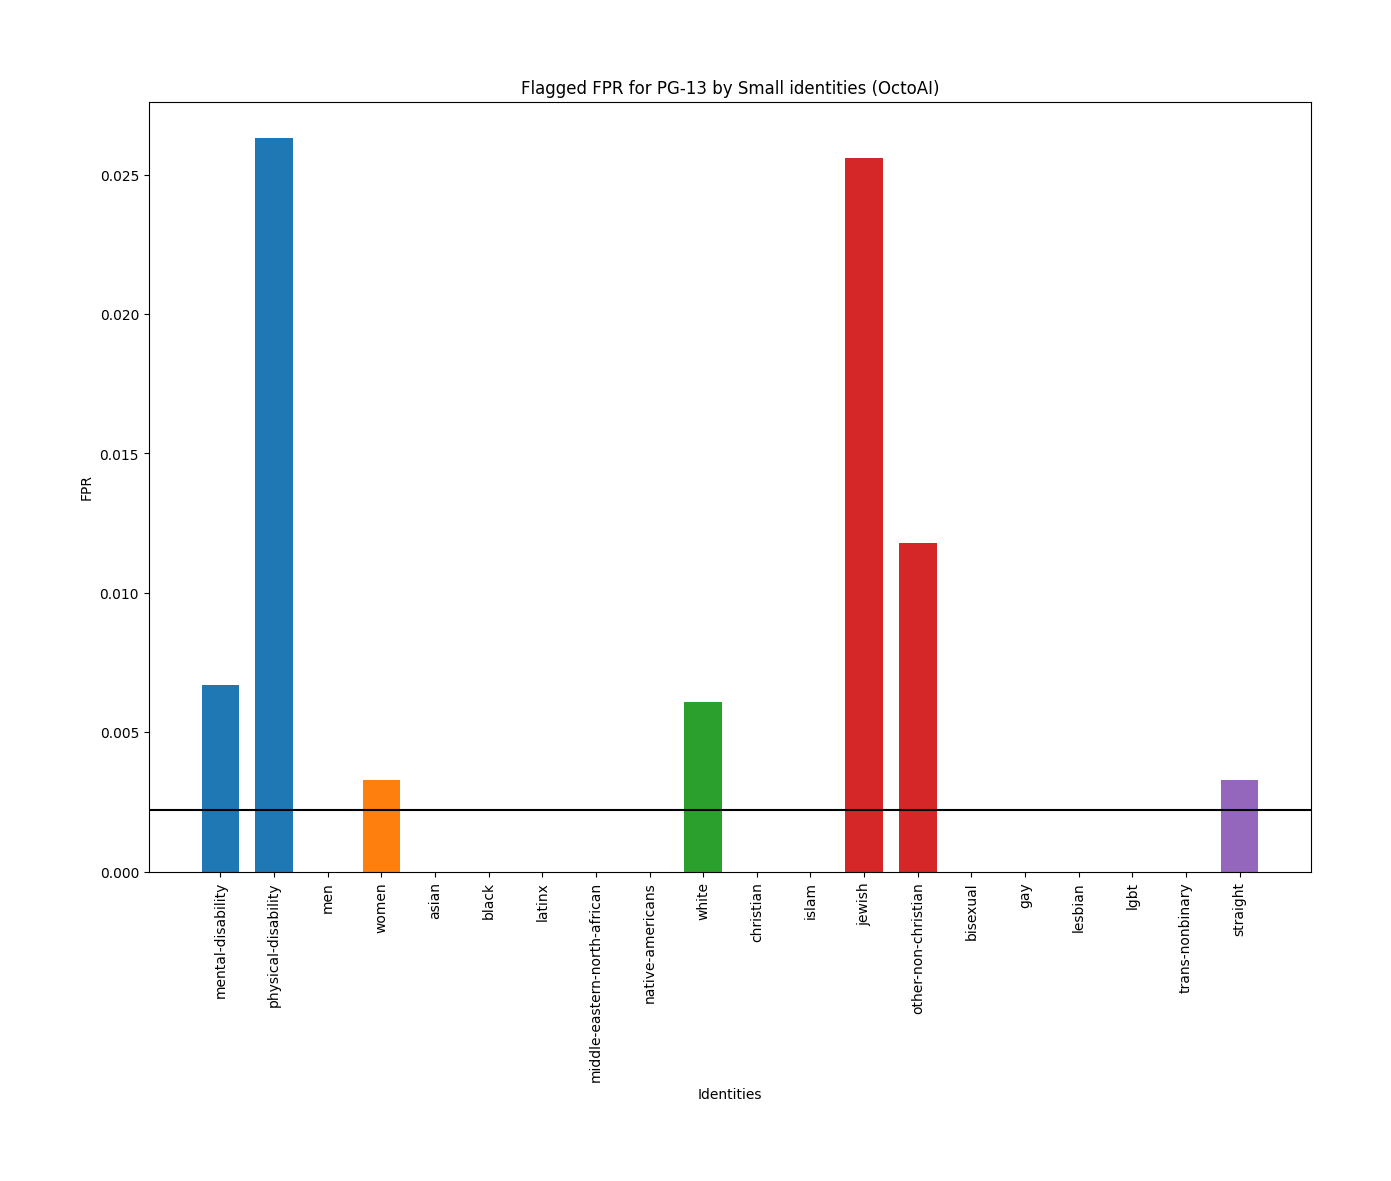 Flagged FPR for PG-13 by Small identities (OctoAI)
FPR
0.025
0.020
0.015
0.010
0.005
0.000
mental-disability
physical-disability
men
women
asian
black
latinx
middle-eastern-north-african
native-americans
white
christian
islam
jewish
other-non-christian
bisexual
gay
lesbian
lgbt
trans-nonbinary
straight
Identities